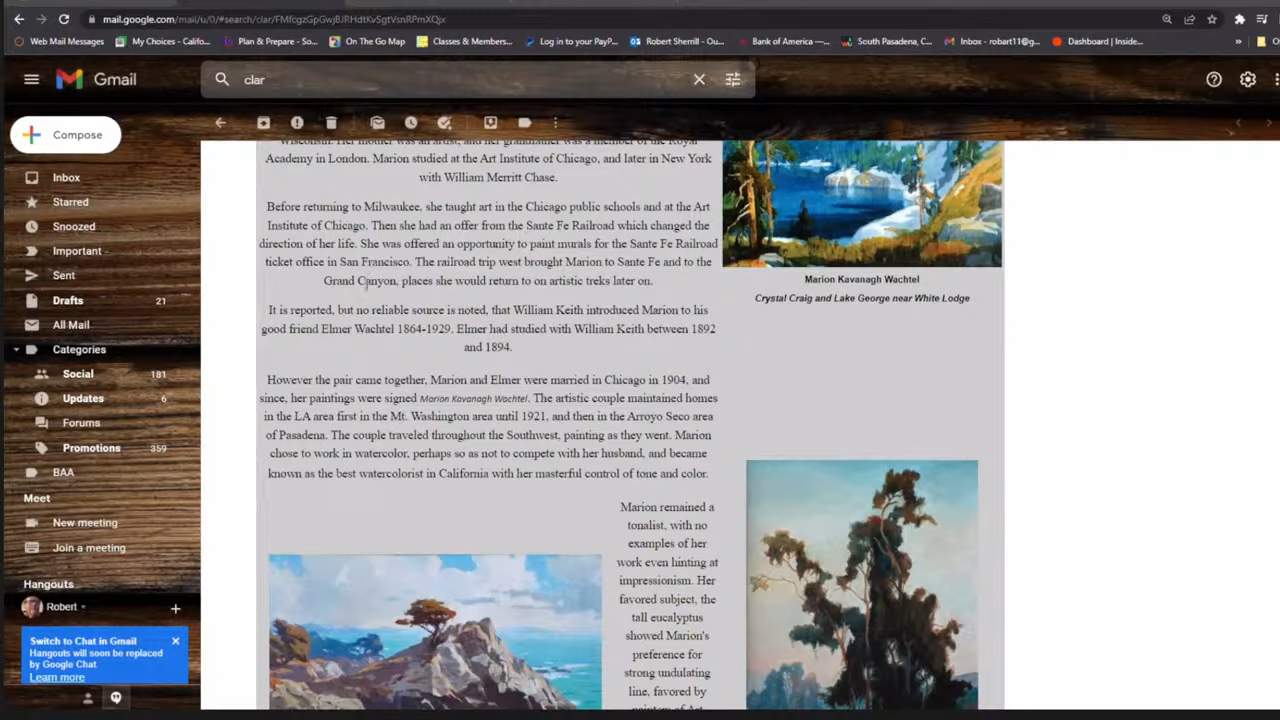 mail.google.com/mail/u/0/#search/clar/FMfcgzGpGwjBJRHdtKvSgtVsnRPmXQjx
Web Mail Messages
My Choices - Califo...
Plan & Prepare - So...
On The Go Map
Classes & Members...
Log in to your PayP...
Robert Sherrill - Ou...
Bank of America —...
South Pasadena, C...
Inbox - robart11@g...
Dashboard | Inside...
»
Gmail
clar
Compose
Inbox
Starred
Snoozed
Important
Sent
Drafts 21
All Mail
Categories
Social 181
Updates 6
Forums
Promotions 359
BAA
Meet
New meeting
Join a meeting
Hangouts
Robert
+
Switch to Chat in Gmail
Hangouts will soon be replaced
by Google Chat.
Learn more
Wisconsin. Her mother was an artist, and her grandfather was a member of the Royal
Academy in London. Marion studied at the Art Institute of Chicago, and later in New York
with William Merritt Chase.
Before returning to Milwaukee, she taught art in the Chicago public schools and at the Art
Institute of Chicago. Then she had an offer from the Sante Fe Railroad which changed the
direction of her life. She was offered an opportunity to paint murals for the Sante Fe Railroad
ticket office in San Francisco. The railroad trip west brought Marion to Sante Fe and to the
Grand Canyon, places she would return to on artistic treks later on.
It is reported, but no reliable source is noted, that William Keith introduced Marion to his
good friend Elmer Wachtel 1864-1929. Elmer had studied with William Keith between 1892
and 1894.
However the pair came together, Marion and Elmer were married in Chicago in 1904, and
since, her paintings were signed Marion Kavanagh Wachtel. The artistic couple maintained homes
in the LA area first in the Mt. Washington area until 1921, and then in the Arroyo Seco area
of Pasadena. The couple traveled throughout the Southwest, painting as they went. Marion
chose to work in watercolor, perhaps so as not to compete with her husband, and became
known as the best watercolorist in California with her masterful control of tone and color.
Marion remained a
tonalist, with no
examples of her
work even hinting at
impressionism. Her
favored subject, the
tall eucalyptus
showed Marion's
preference for
strong undulating
line, favored by
painters of Art
Marion Kavanagh Wachtel
Crystal Craig and Lake George near White Lodge